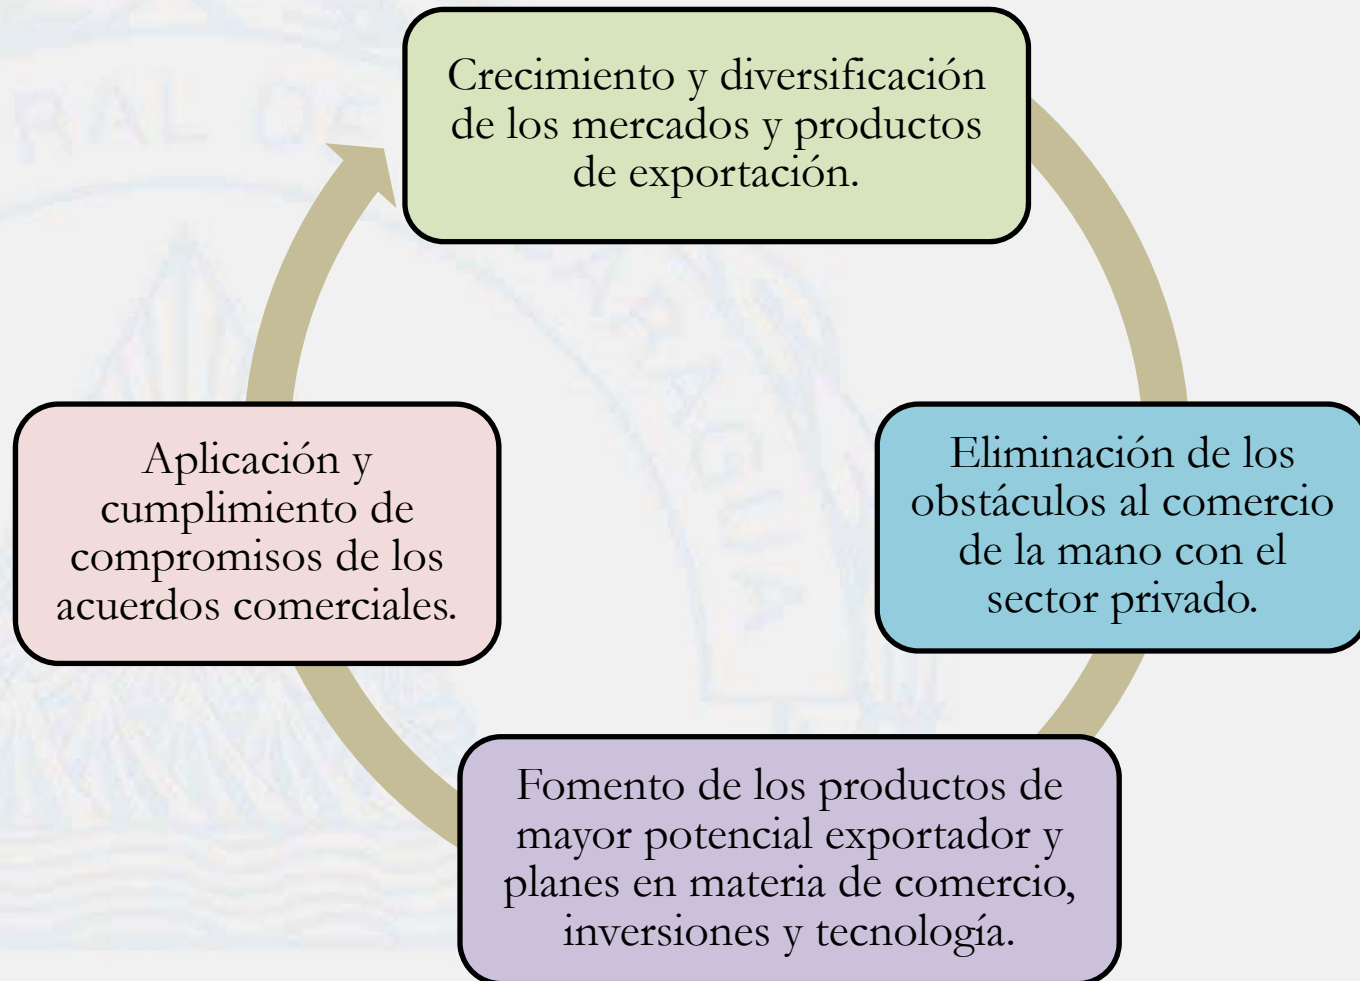 Crecimiento y diversificación
de los mercados y productos
de exportación.
Eliminación de los
obstáculos al comercio
de la mano con el
sector privado.
Fomento de los productos de
mayor potencial exportador y
planes en materia de comercio,
inversiones y tecnología.
Aplicación y
cumplimiento de
compromisos de los
acuerdos comerciales.
RAL DE